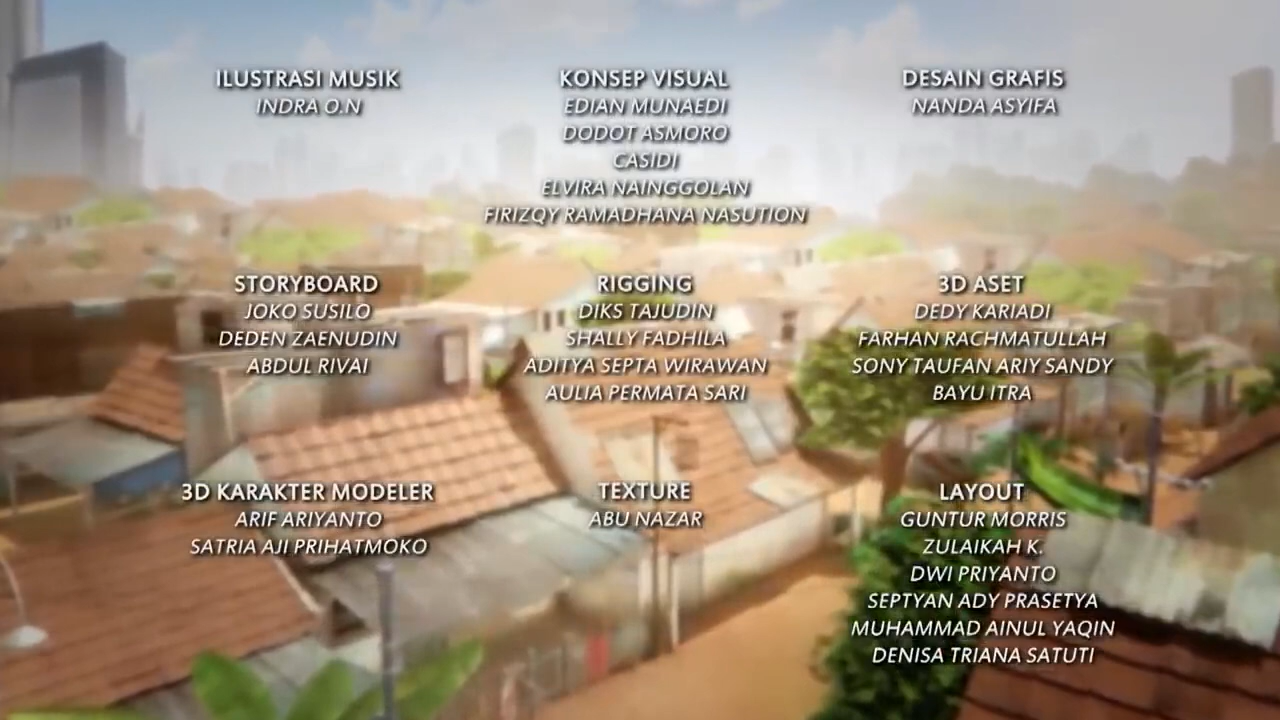 ILUSTRASI MUSIK
INDRA O.N
KONSEP VISUAL
EDIAN MUNAEDI
DODOT ASMORO
CASIDI
ELVIRA NAINGGOLAN
FIRIZQY RAMADHANA NASUTION
DESAIN GRAFIS
NANDA ASYIFA
STORYBOARD
JOKO SUSILO
DEDEN ZAENUDIN
ABDUL RIVAI
RIGGING
DIKS TAJUDIN
SHALLY FADHILA
ADITYA SEPTA WIRAWAN
AULIA PERMATA SARI
3D ASET
DEDY KARIADI
FARHAN RACHMATULLAH
SONY TAUFAN ARIY SANDY
BAYU ITRA
3D KARAKTER MODELER
ARIF ARIYANTO
SATRIA AJI PRIHATMOKO
TEXTURE
ABU NAZAR
LAYOUT
GUNTUR MORRIS
ZULAIKAH K.
DWI PRIYANTO
SEPTYAN ADY PRASETYA
MUHAMMAD AINUL YAQIN
DENISA TRIANA SATUTI